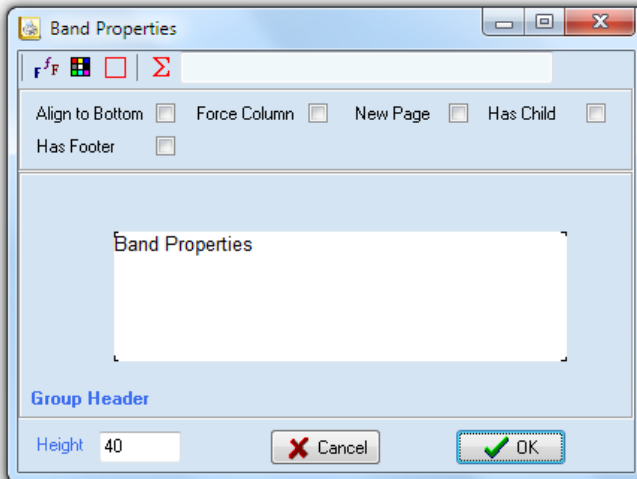 Band Properties
F f F Σ
Align to Bottom Force Column New Page Has Child
Has Footer
Band Properties
Group Header
Height 40 Cancel OK